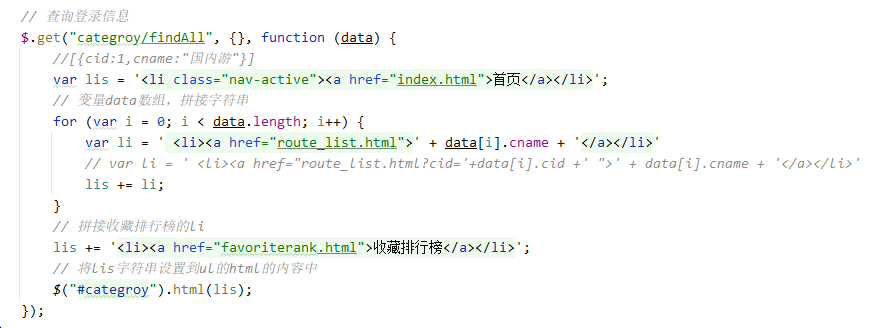 // 查询登录信息
$.get("categroy/findAll", {}, function (data) {
//[{cid:1,cname:"国内游"}]
var lis = '<li class="nav-active"><a href="index.html">首页</a></li>';
// 变量data数组，拼接字符串
for (var i = 0; i < data.length; i++) {
var li = ' <li><a href="route_list.html">' + data[i].cname + '</a></li>'
// var li = ' <li><a href="route_list.html?cid='+data[i].cid +' ">' + data[i].cname + '</a></li>'
lis += li;
}
// 拼接收藏排行榜的li
lis += '<li><a href="favoriterank.html">收藏排行榜</a></li>';
// 将lis字符串设置到ul的html的内容中
$("#categroy").html(lis);
});